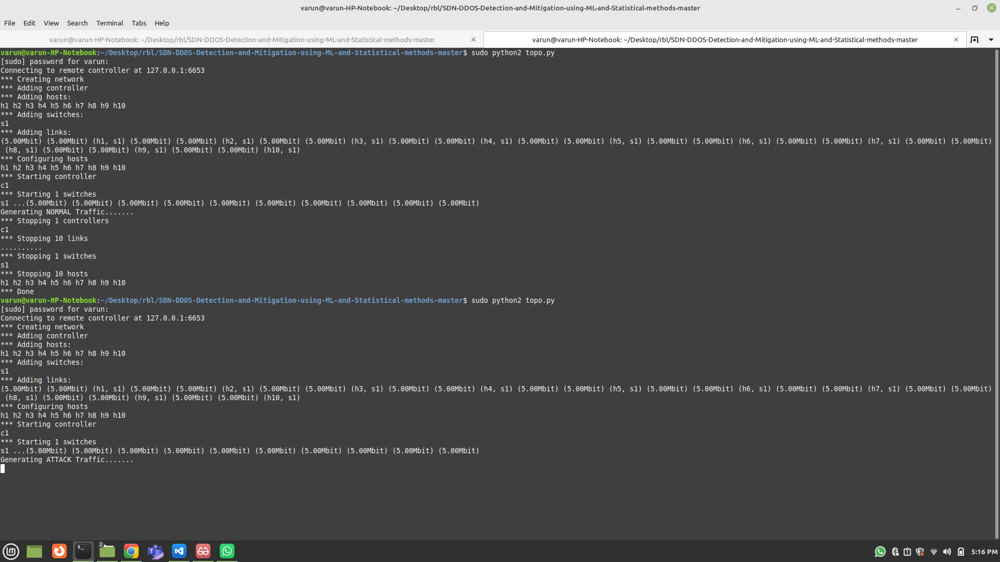 varun@varun-HP-Notebook: ~/Desktop/rbl/SDN-DDOS-Detection-and-Mitigation-using-ML-and-Statistical-methods-master
File Edit View Search Terminal Tabs Help
varun@varun-HP-Notebook: ~/Desktop/rbl/SDN-DDOS-Detection-and-Mitigation-using-ML-and-Statistical-methods-master
varun@varun-HP-Notebook: ~/Desktop/rbl/SDN-DDOS-Detection-and-Mitigation-using-ML-and-Statistical-methods-master
varun@varun-HP-Notebook:~/Desktop/rbl/SDN-DDOS-Detection-and-Mitigation-using-ML-and-Statistical-methods-master$ sudo python2 topo.py
[sudo] password for varun:
Connecting to remote controller at 127.0.0.1:6653
*** Creating network
*** Adding controller
*** Adding hosts:
h1 h2 h3 h4 h5 h6 h7 h8 h9 h10
*** Adding switches:
s1
*** Adding links:
(5.00Mbit) (5.00Mbit) (h1, s1) (5.00Mbit) (5.00Mbit) (h2, s1) (5.00Mbit) (5.00Mbit) (h3, s1) (5.00Mbit) (5.00Mbit) (h4, s1) (5.00Mbit) (5.00Mbit) (h5, s1) (5.00Mbit) (5.00Mbit) (h6, s1) (5.00Mbit) (5.00Mbit) (h7, s1) (5.00Mbit) (5.00Mbit)
(h8, s1) (5.00Mbit) (5.00Mbit) (h9, s1) (5.00Mbit) (5.00Mbit) (h10, s1)
*** Configuring hosts
h1 h2 h3 h4 h5 h6 h7 h8 h9 h10
*** Starting controller
c1
*** Starting 1 switches
s1 ...(5.00Mbit) (5.00Mbit) (5.00Mbit) (5.00Mbit) (5.00Mbit) (5.00Mbit) (5.00Mbit) (5.00Mbit) (5.00Mbit) (5.00Mbit)
Generating NORMAL Traffic.......
*** Stopping 1 controllers
c1
*** Stopping 10 links
..........
*** Stopping 1 switches
s1
*** Stopping 10 hosts
h1 h2 h3 h4 h5 h6 h7 h8 h9 h10
*** Done
varun@varun-HP-Notebook:~/Desktop/rbl/SDN-DDOS-Detection-and-Mitigation-using-ML-and-Statistical-methods-master$ sudo python2 topo.py
[sudo] password for varun:
Connecting to remote controller at 127.0.0.1:6653
*** Creating network
*** Adding controller
*** Adding hosts:
h1 h2 h3 h4 h5 h6 h7 h8 h9 h10
*** Adding switches:
s1
*** Adding links:
(5.00Mbit) (5.00Mbit) (h1, s1) (5.00Mbit) (5.00Mbit) (h2, s1) (5.00Mbit) (5.00Mbit) (h3, s1) (5.00Mbit) (5.00Mbit) (h4, s1) (5.00Mbit) (5.00Mbit) (h5, s1) (5.00Mbit) (5.00Mbit) (h6, s1) (5.00Mbit) (5.00Mbit) (h7, s1) (5.00Mbit) (5.00Mbit)
(h8, s1) (5.00Mbit) (5.00Mbit) (h9, s1) (5.00Mbit) (5.00Mbit) (h10, s1)
*** Configuring hosts
h1 h2 h3 h4 h5 h6 h7 h8 h9 h10
*** Starting controller
c1
*** Starting 1 switches
s1 ...(5.00Mbit) (5.00Mbit) (5.00Mbit) (5.00Mbit) (5.00Mbit) (5.00Mbit) (5.00Mbit) (5.00Mbit) (5.00Mbit) (5.00Mbit)
Generating ATTACK Traffic.......
2
5:16 PM